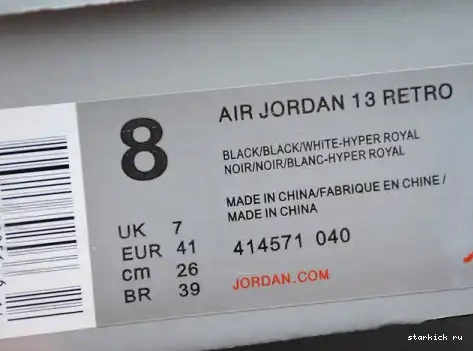 8
AIR JORDAN 13 RETRO
BLACK/BLACK/WHITE-HYPER ROYAL
NOIR/NOIR/BLANC-HYPER ROYAL
MADE IN CHINA/FABRIQUE EN CHINE/
MADE IN CHINA
UK 7
EUR 41
cm 26
BR 39
414571 040
JORDAN.COM
starkick ru